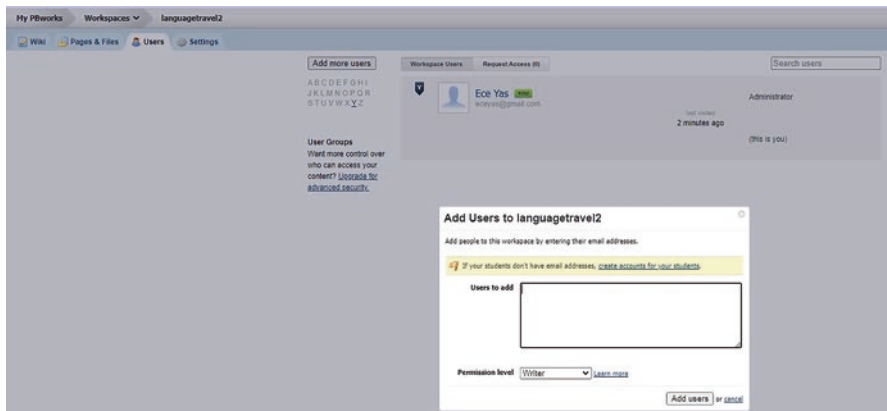 My PBworks Workspaces languagetravel2
Wiki Pages & Files Users Settings
Add more users
Workspace Users Request Access (0)
Search users
A B C D E F G H I
J K L M N O P Q R
S T U V W X Y Z
Y
Ece Yas
eceyas@gmail.com
last visited
2 minutes ago
Administrator
(this is you)
User Groups
Want more control over
who can access your
content? Upgrade for
advanced security.
Add Users to languagetravel2
Add people to this workspace by entering their email addresses.
If your students don't have email addresses, create accounts for your students.
Users to add
Permission level Writer Learn more
Add users or cancel